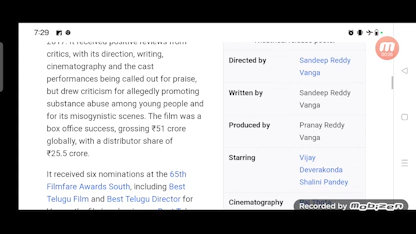 7:29
2017. It received positive reviews from
critics, with its direction, writing,
cinematography and the cast
performances being called out for praise,
but drew criticism for allegedly promoting
substance abuse among young people and
for its misogynistic scenes. The film was a
box office success, grossing ₹51 crore
globally, with a distributor share of
₹25.5 crore.
It received six nominations at the 65th
Filmfare Awards South, including Best
Telugu Film and Best Telugu Director for
Theatrical release poster
Directed by Sandeep Reddy
Vanga
Written by Sandeep Reddy
Vanga
Produced by Pranay Reddy
Vanga
Starring Vijay
Deverakonda
Shalini Pandey
Cinematography
Recorded by mobizen